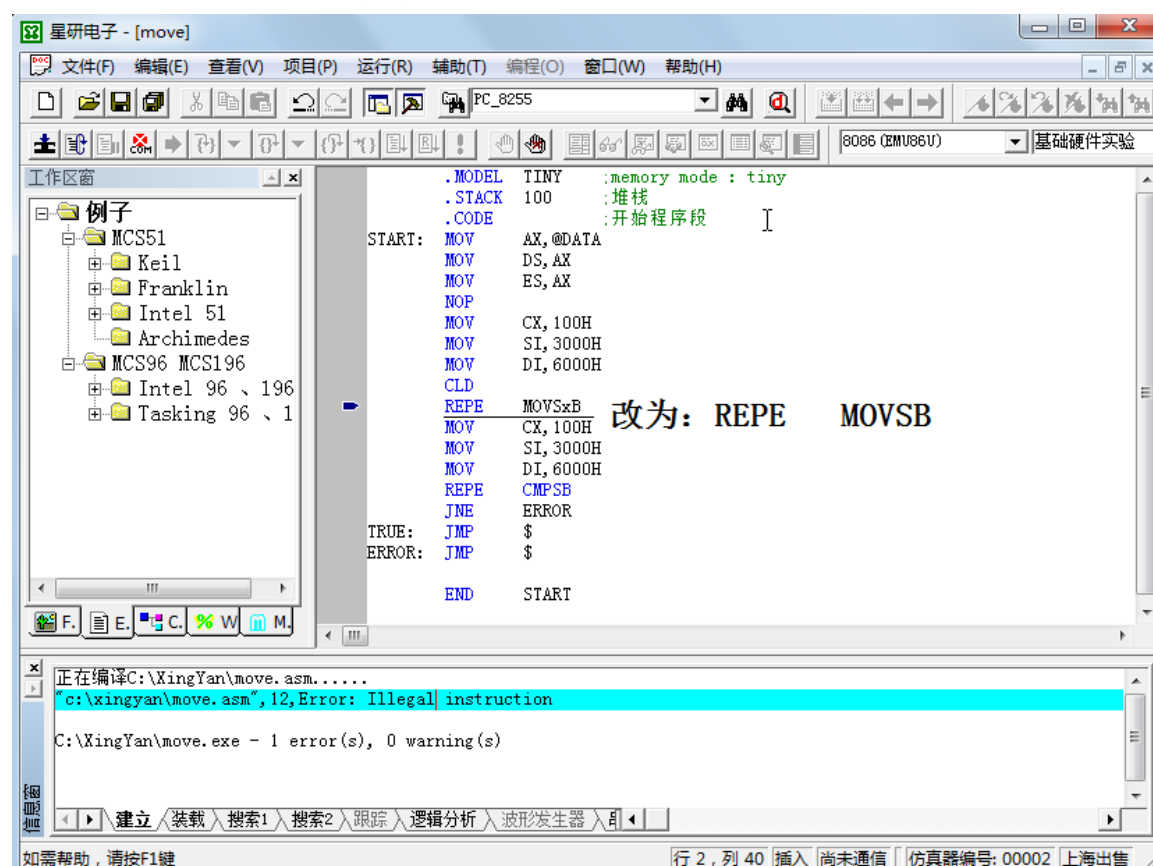 星研电子 - [move]
文件(F) 编辑(E) 查看(V) 项目(P) 运行(R) 辅助(T) 编程(O) 窗口(W) 帮助(H)
PC_8255
8086 (EMU86U) 基础硬件实验
工作区窗
例子
MCS51
Keil
Franklin
Intel 51
Archimedes
MCS96 MCS196
Intel 96 、196
Tasking 96 、1
F. E. C. W M.
.MODEL TINY ;memory mode : tiny
.STACK 100 ;堆栈
.CODE ;开始程序段
START: MOV AX,@DATA
MOV DS,AX
MOV ES,AX
NOP
MOV CX,100H
MOV SI,3000H
MOV DI,6000H
CLD
REPE MOVSxB 改为: REPE MOVSB
MOV CX,100H
MOV SI,3000H
MOV DI,6000H
REPE CMPSB
JNE ERROR
TRUE: JMP $
ERROR: JMP $
END START
正在编译C:\XingYan\move.asm......
"c:\xingyan\move.asm",12,Error: Illegal instruction
C:\XingYan\move.exe - 1 error(s), 0 warning(s)
建立 装载 搜索1 搜索2 跟踪 逻辑分析 波形发生器
如需帮助，请按F1键 行 2，列 40 插入 尚未通信 仿真器编号: 00002 上海出售